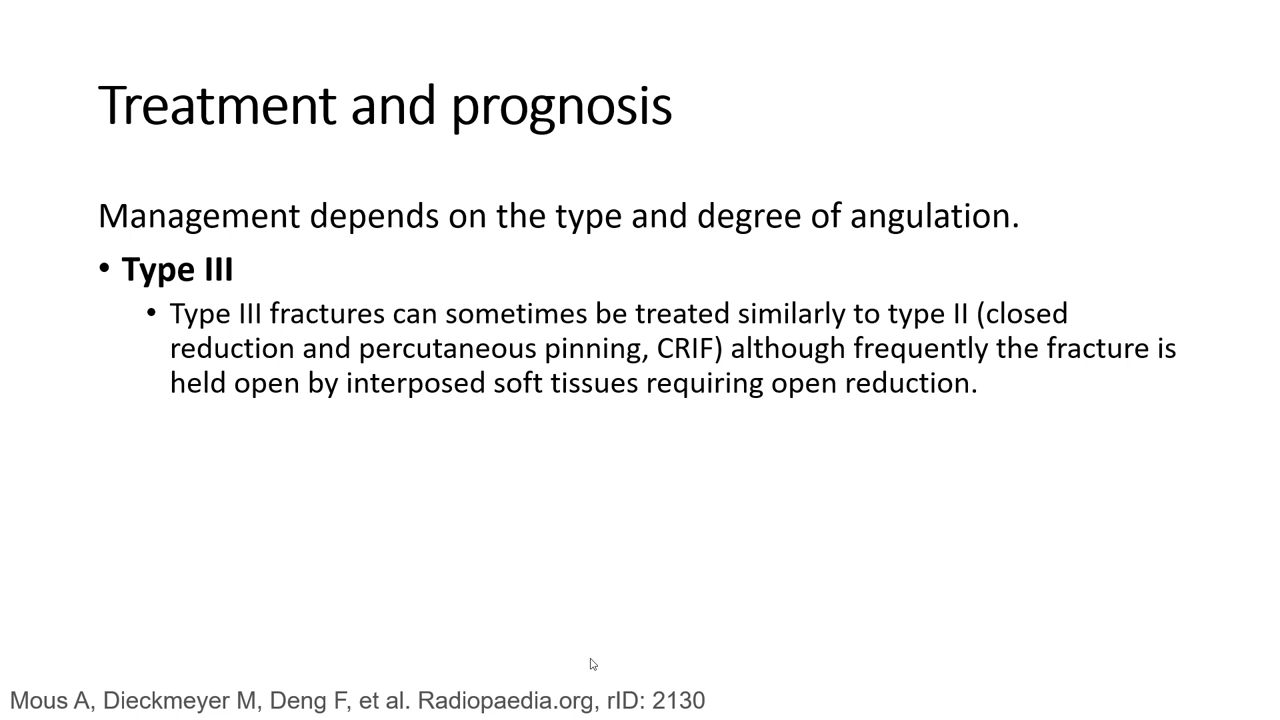 Treatment and prognosis
Management depends on the type and degree of angulation.
• Type III
• Type III fractures can sometimes be treated similarly to type II (closed
reduction and percutaneous pinning, CRIF) although frequently the fracture is
held open by interposed soft tissues requiring open reduction.
Mous A, Dieckmeyer M, Deng F, et al. Radiopaedia.org, rID: 2130